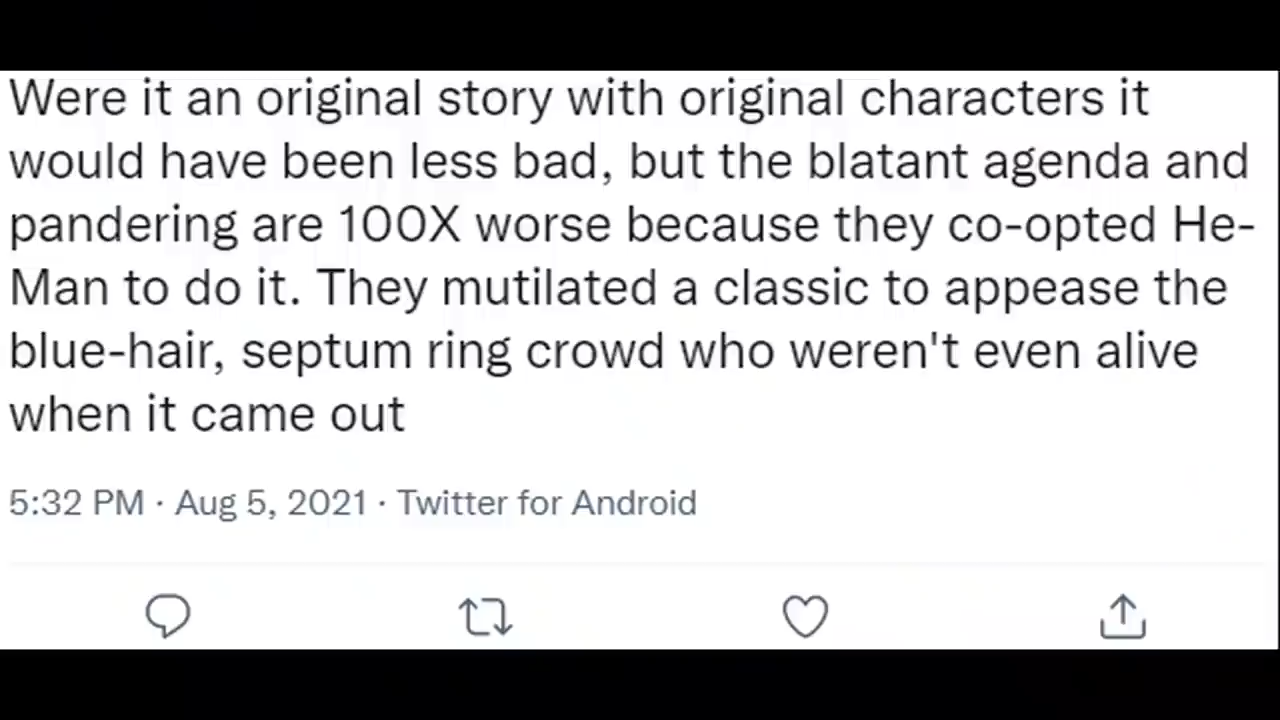 Were it an original story with original characters it
would have been less bad, but the blatant agenda and
pandering are 100X worse because they co-opted He-
Man to do it. They mutilated a classic to appease the
blue-hair, septum ring crowd who weren't even alive
when it came out
5:32 PM · Aug 5, 2021 · Twitter for Android